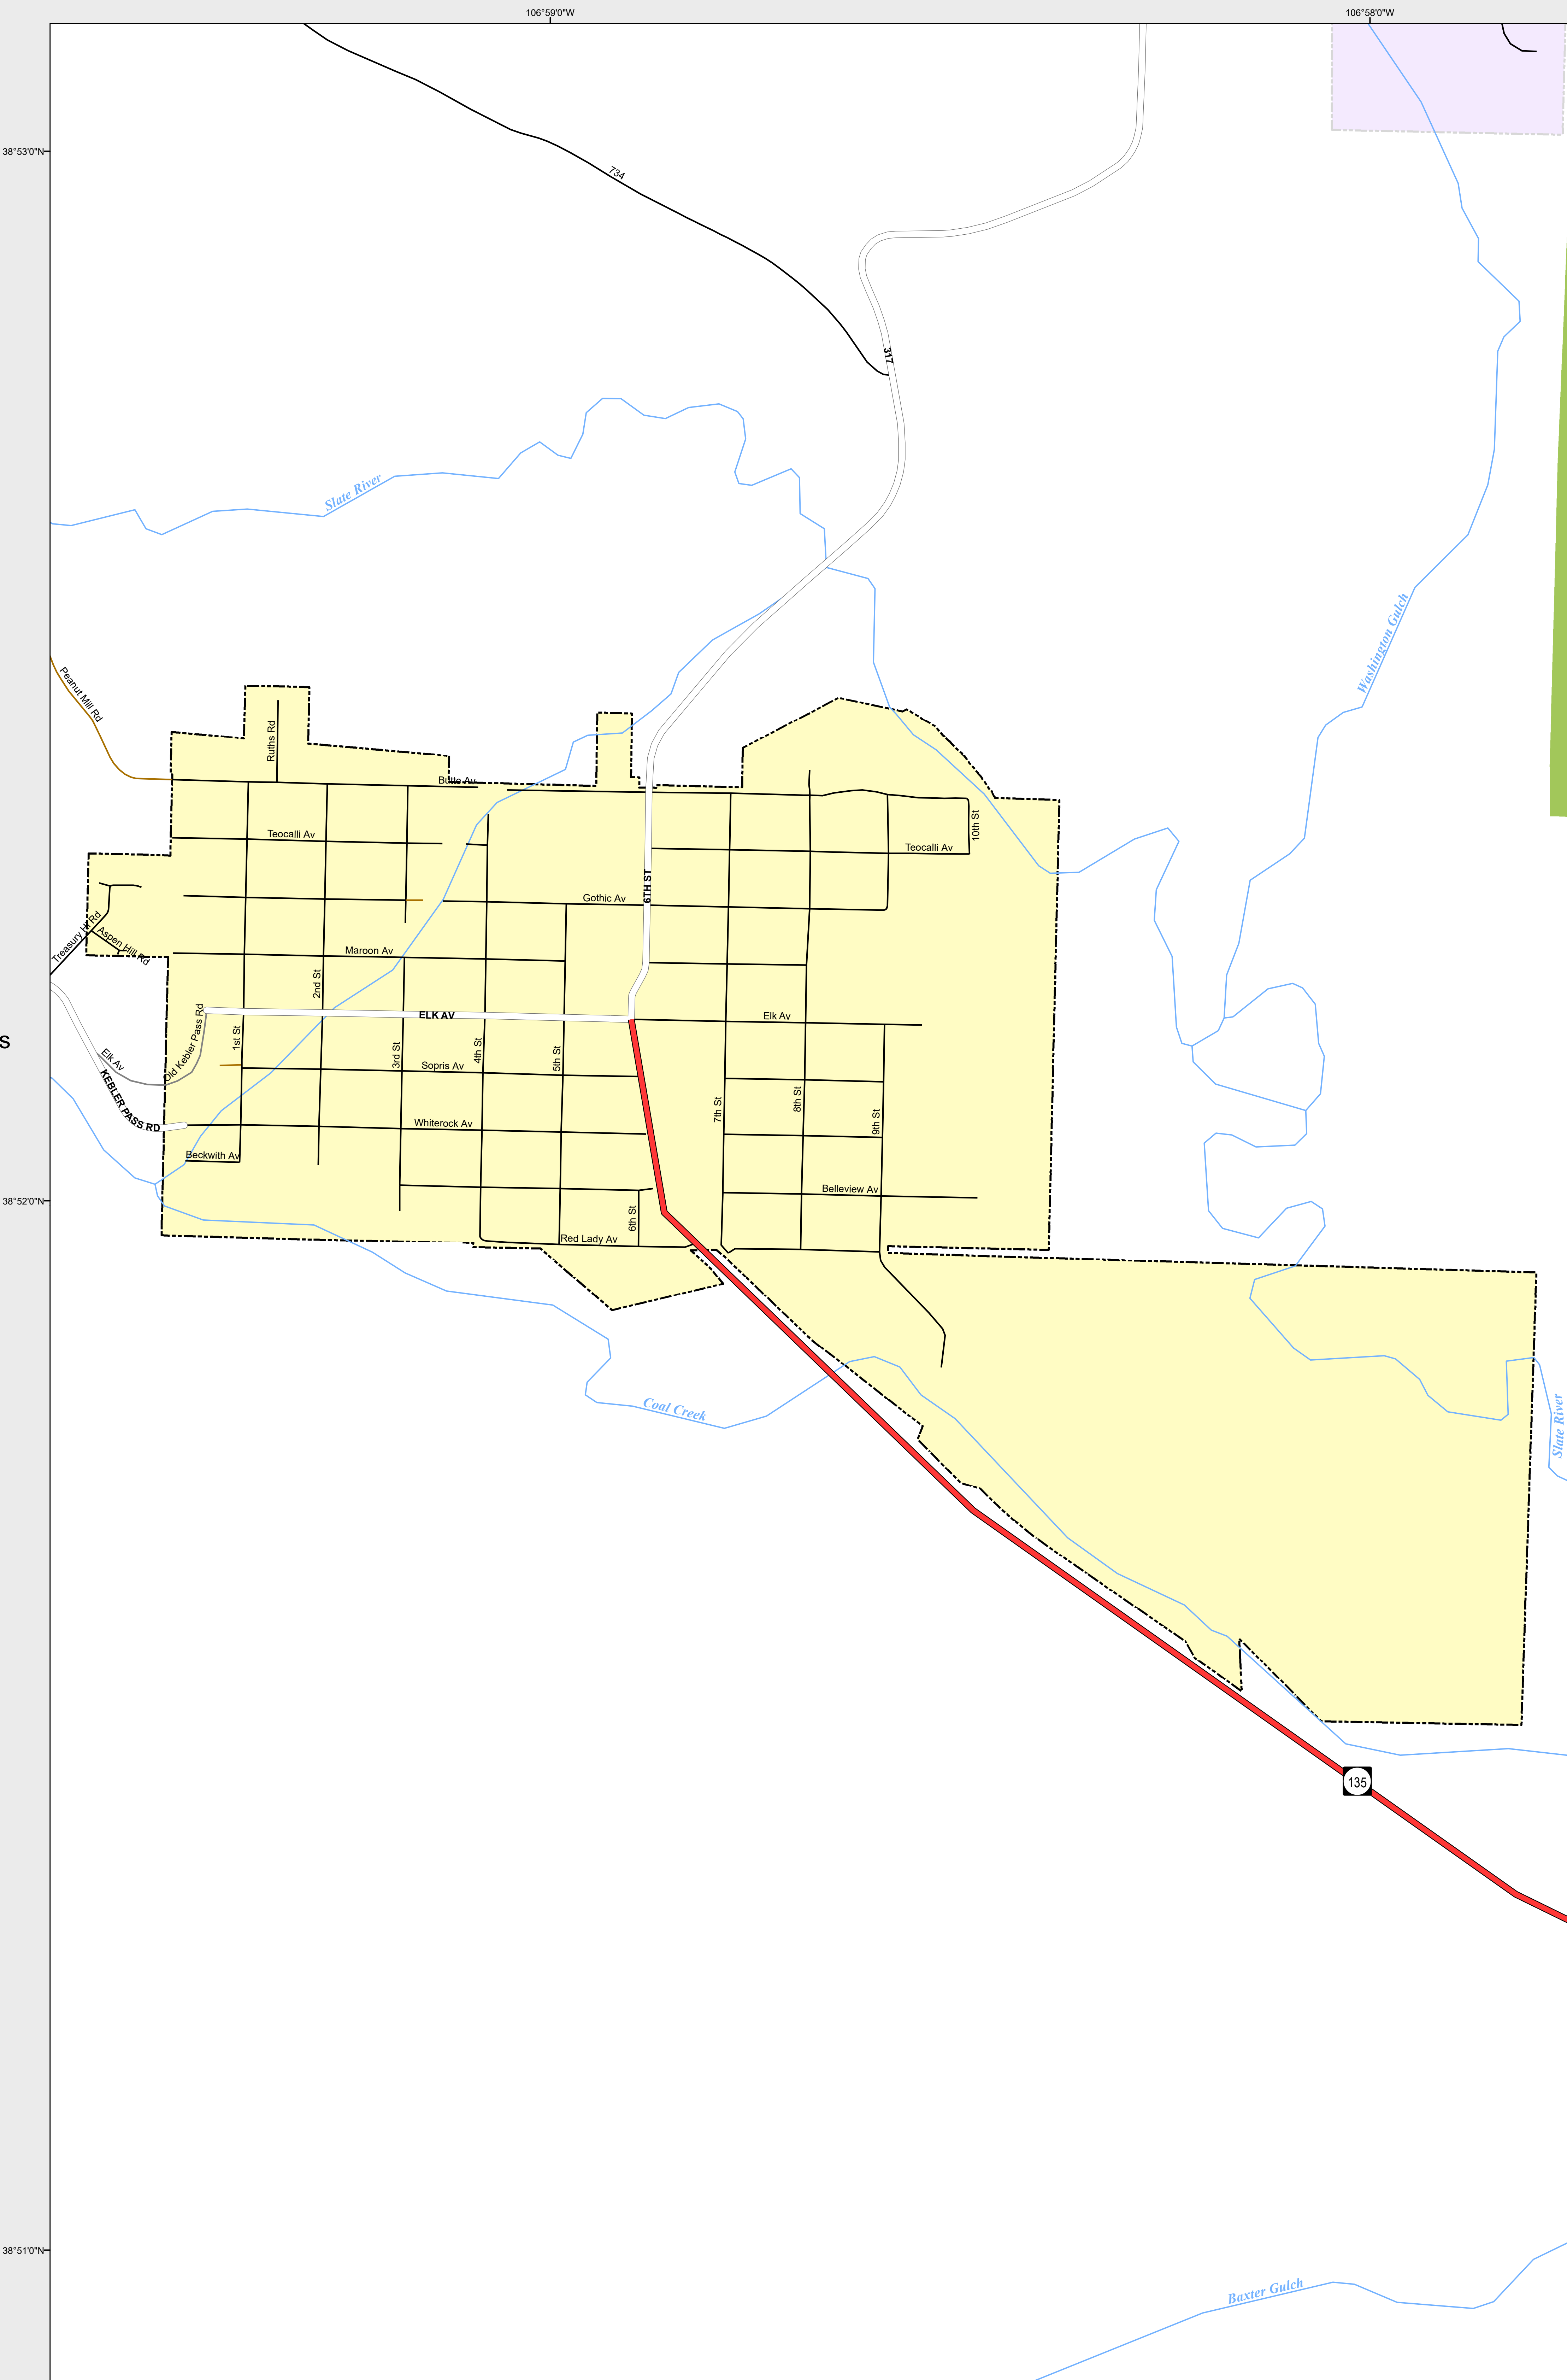 106°59'0"W
106°58'0"W
38°53'0"N
734
317
Slate River
Washington Gulch
Peanut Mill Rd
Ruths Rd
Butte Av
Teocalli Av
10th St
Teocalli Av
6TH ST
Gothic Av
Treasury Hl Rd
Aspen Hill Rd
Maroon Av
2nd St
ELK AV
Elk Av
S
Old Kebler Pass Rd
1st St
3rd St
4th St
5th St
Elk Av
Sopris Av
KEBLER PASS RD
7th St
8th St
9th St
Whiterock Av
Beckwith Av
Belleview Av
38°52'0"N
6th St
Red Lady Av
Coal Creek
Slate River
135
38°51'0"N
Baxter Gulch